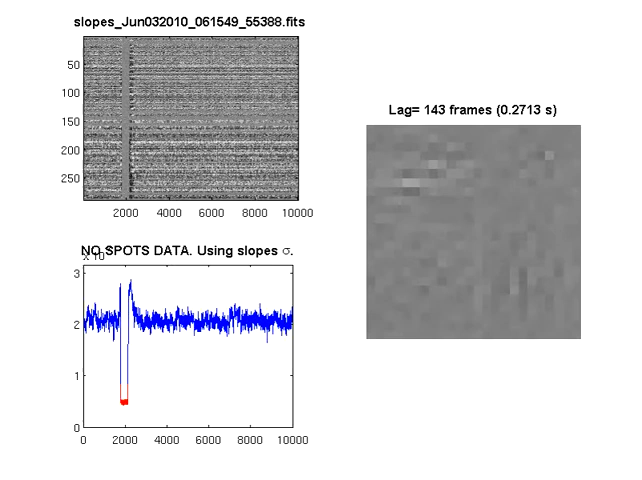 slopes_Jun032010_061549_55388.fits
50
100
150
200
250
2000 4000 6000 8000 10000
Lag= 143 frames (0.2713 s)
NO SPOTS DATA. Using slopes σ.
3
2
1
0
0 2000 4000 6000 8000 10000